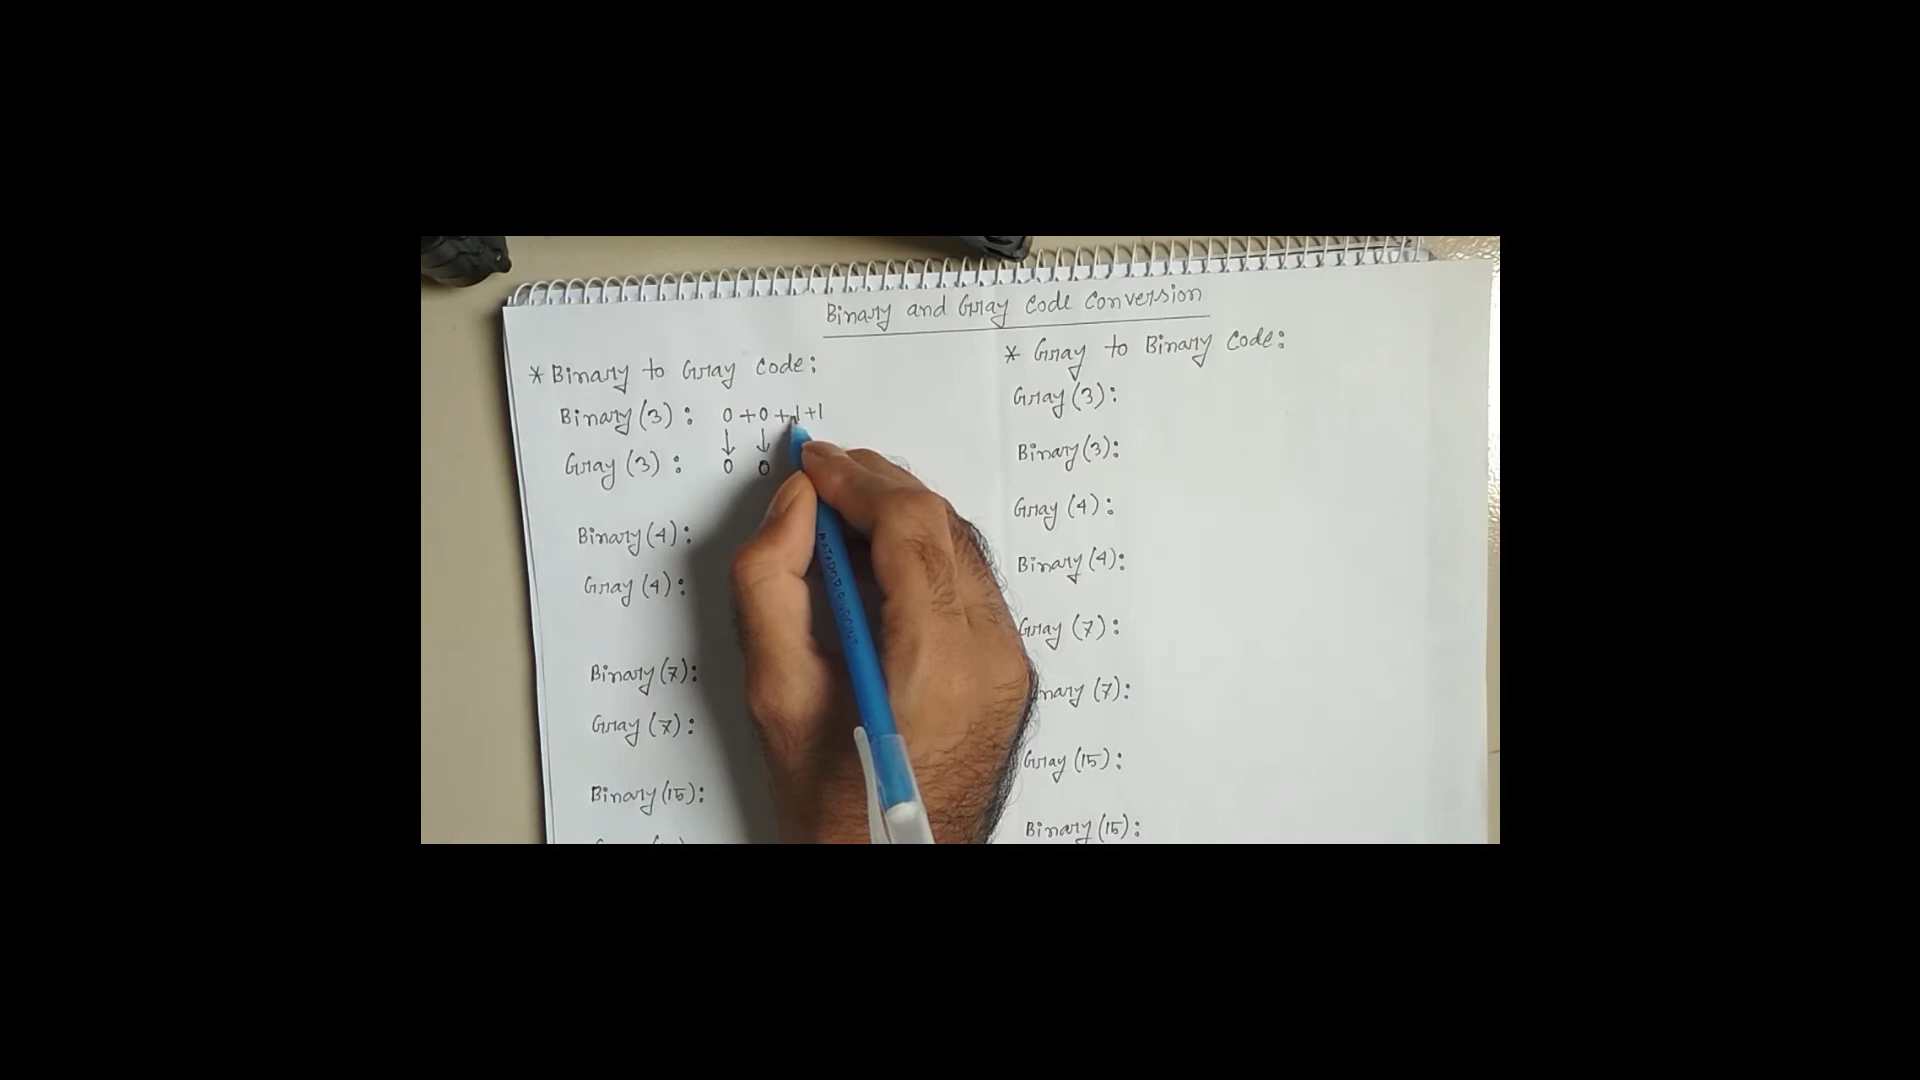 Binary and Gray Code Conversion
* Binary to Gray Code:
Binary(3): 0+0+1+1
↓ ↓
Gray (3): 0 0
Binary(4):
Gray (4):
Binary(7):
Gray (7):
Binary(15):
* Gray to Binary Code:
Gray(3):
Binary(3):
Gray (4):
Binary(4):
Gray (7):
nary (7):
Gray (15):
Binary (15):